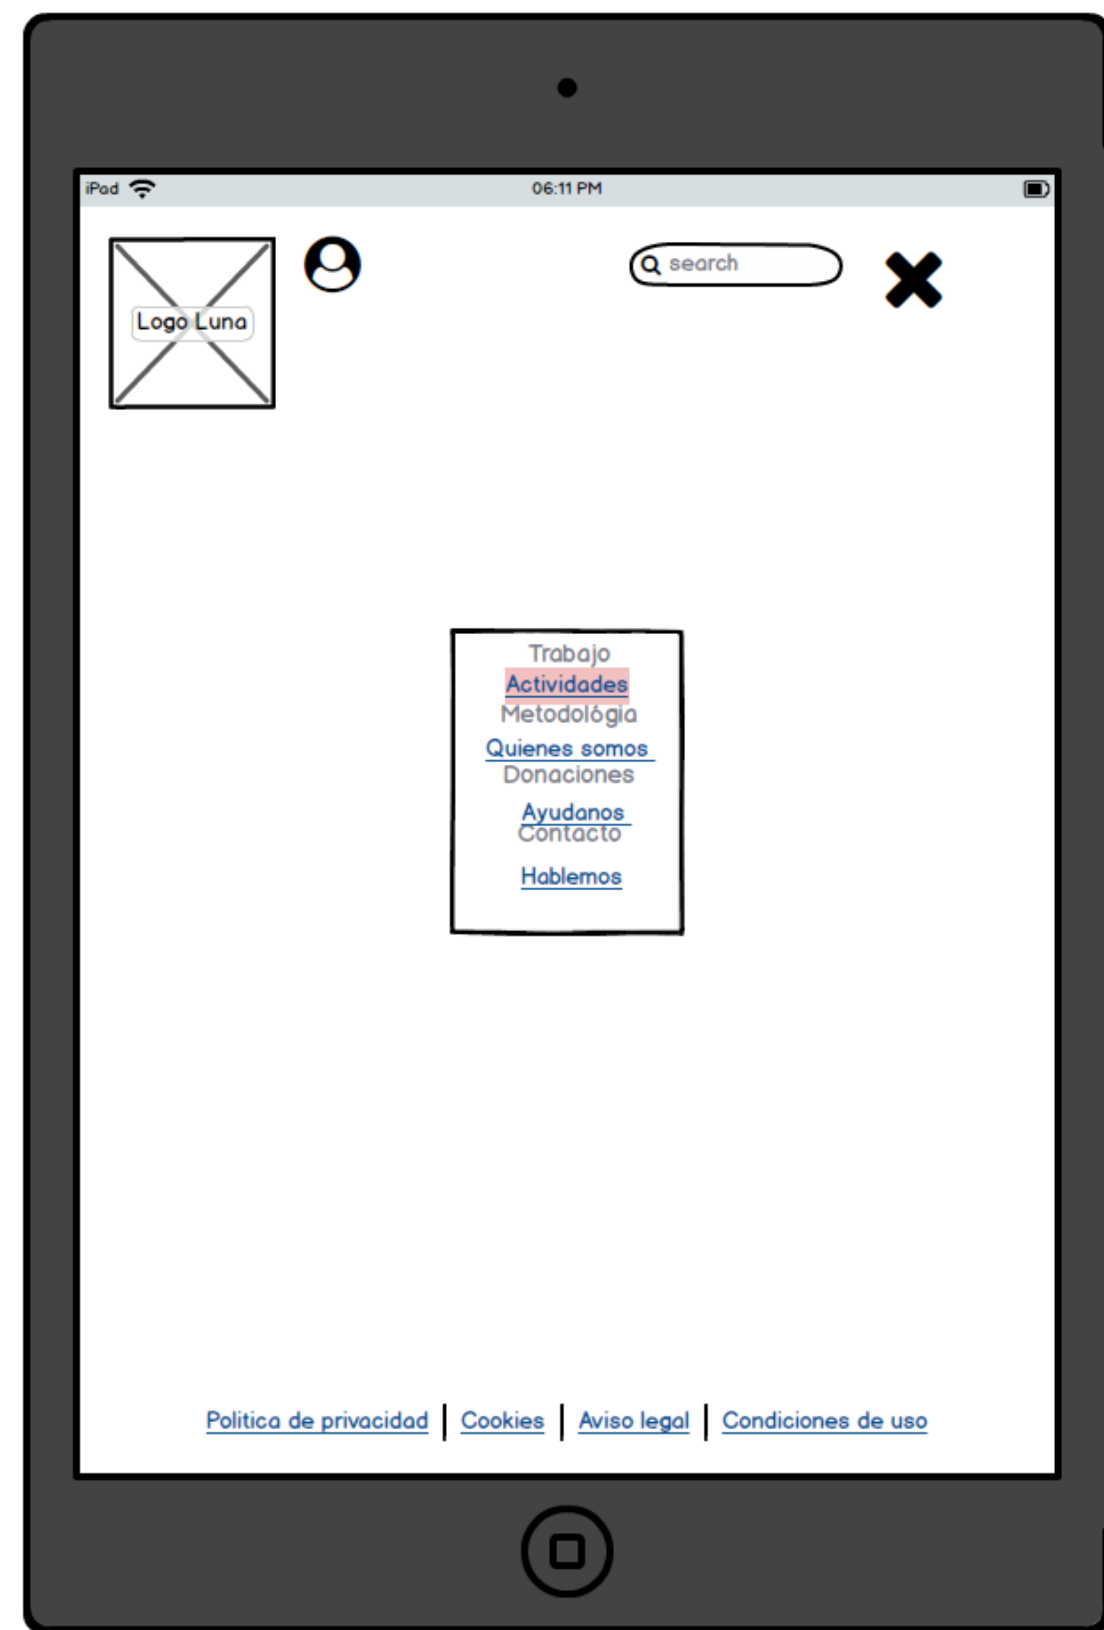 iPad 06:11 PM
Logo Luna
search
Trabajo
Actividades
Metodológia
Quienes somos
Donaciones
Ayudanos
Contacto
Hablemos
Politica de privacidad | Cookies | Aviso legal | Condiciones de uso